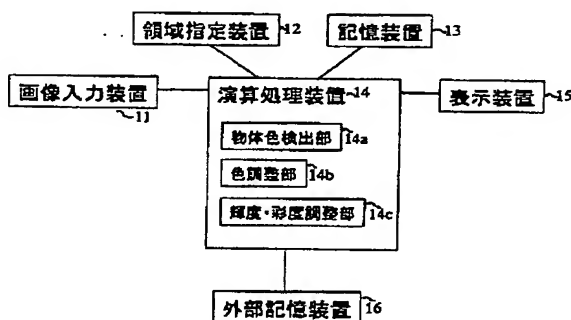 領域指定装置 12
記憶装置 13
画像入力装置 11
演算処理装置 14
表示装置 15
物体色検出部 14a
色調整部 14b
輝度・彩度調整部 14c
外部記憶装置 16